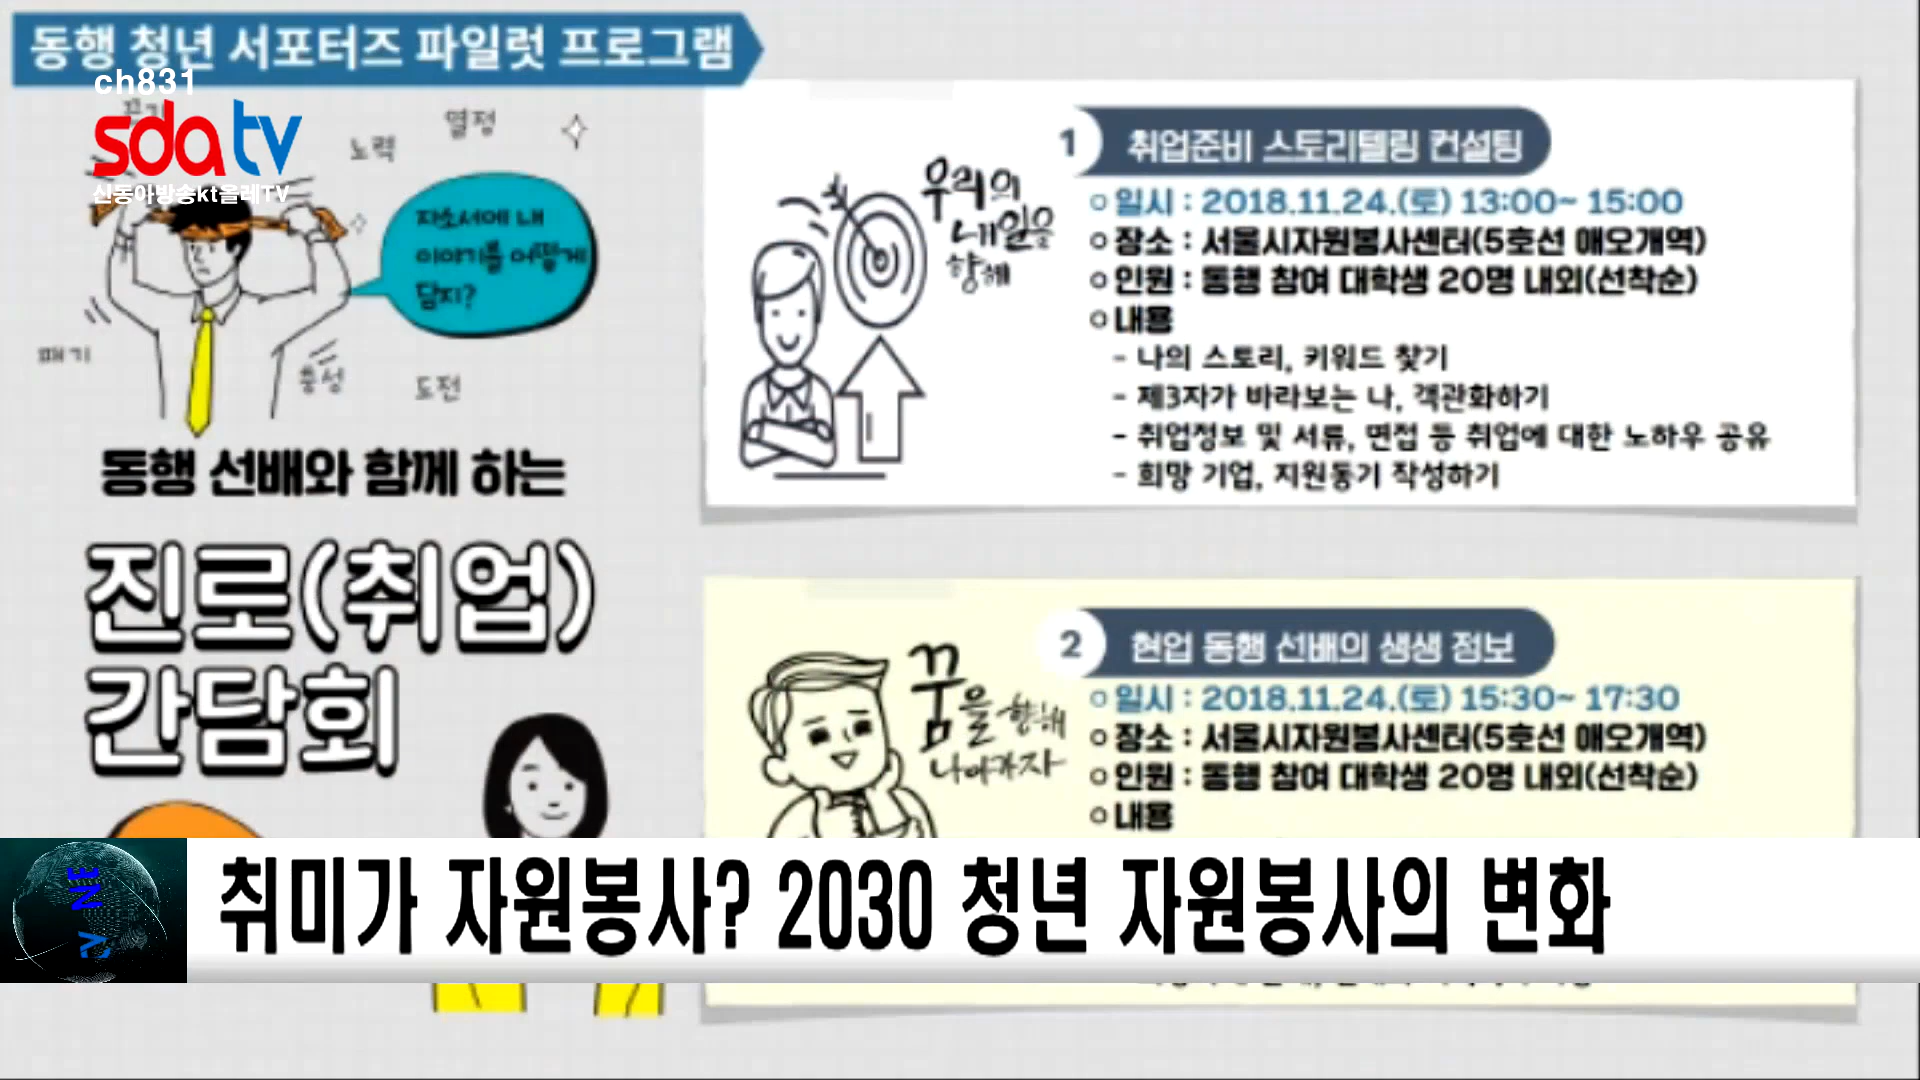 동행 청년 서포터즈 파일럿 프로그램
ch831
sda tv
신동아방송kt올레TV
끈기
노력
열정
자소서에 내
이야기를 어떻게
담지?
패기
충성
도전
동행 선배와 함께 하는
진로(취업)
간담회
우리의
내일을
향해
1 취업준비 스토리텔링 컨설팅
일시 : 2018.11.24.(토) 13:00~ 15:00
장소 : 서울시자원봉사센터(5호선 애오개역)
인원 : 동행 참여 대학생 20명 내외(선착순)
내용
- 나의 스토리, 키워드 찾기
- 제3자가 바라보는 나, 객관화하기
- 취업정보 및 서류, 면접 등 취업에 대한 노하우 공유
- 희망 기업, 지원동기 작성하기
꿈을 향해
나아가자
2 현업 동행 선배의 생생 정보
일시 : 2018.11.24.(토) 15:30~ 17:30
장소 : 서울시자원봉사센터(5호선 애오개역)
인원 : 동행 참여 대학생 20명 내외(선착순)
내용
취미가 자원봉사? 2030 청년 자원봉사의 변화